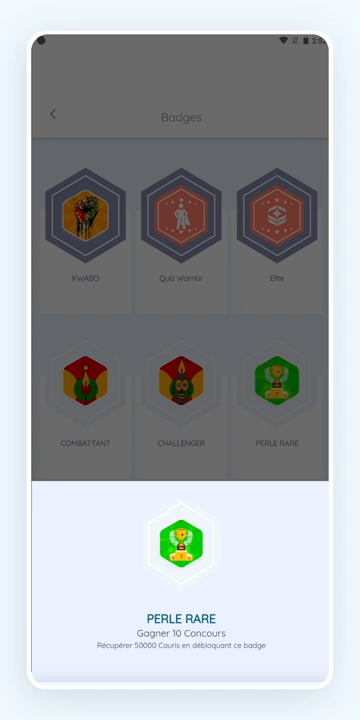 Badges
KWABO
Quiz Warrior
Elite
COMBATTANT
CHALLENGER
PERLE RARE
PERLE RARE
Gagner 10 Concours
Récupérer 50000 Cauris en débloquant ce badge